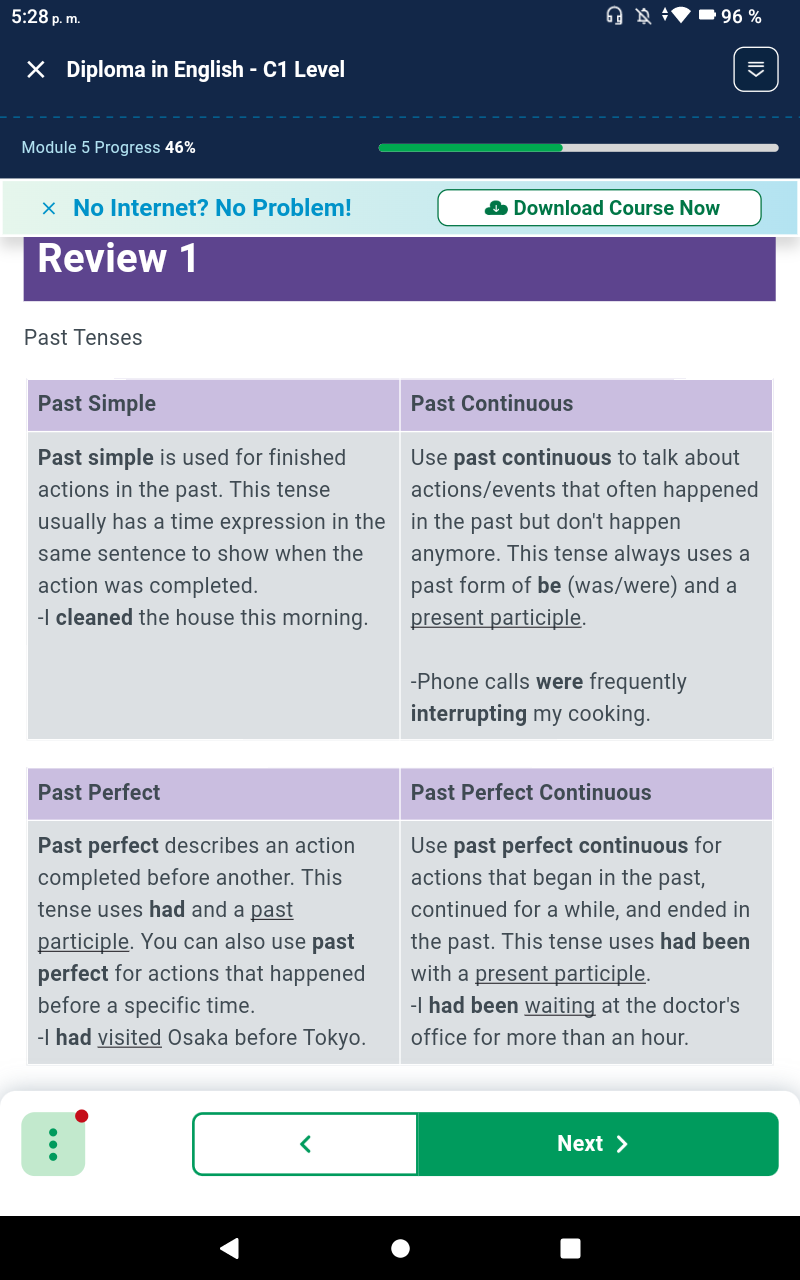 5:28 p. m.
96 %
Diploma in English - C1 Level
Module 5 Progress 46%
No Internet? No Problem!
Download Course Now
Review 1
Past Tenses
Past Simple
Past simple is used for finished
actions in the past. This tense
usually has a time expression in the
same sentence to show when the
action was completed.
-I cleaned the house this morning.
Past Continuous
Use past continuous to talk about
actions/events that often happened
in the past but don't happen
anymore. This tense always uses a
past form of be (was/were) and a
present participle.
-Phone calls were frequently
interrupting my cooking.
Past Perfect
Past perfect describes an action
completed before another. This
tense uses had and a past
participle. You can also use past
perfect for actions that happened
before a specific time.
-I had visited Osaka before Tokyo.
Past Perfect Continuous
Use past perfect continuous for
actions that began in the past,
continued for a while, and ended in
the past. This tense uses had been
with a present participle.
-I had been waiting at the doctor's
office for more than an hour.
Next